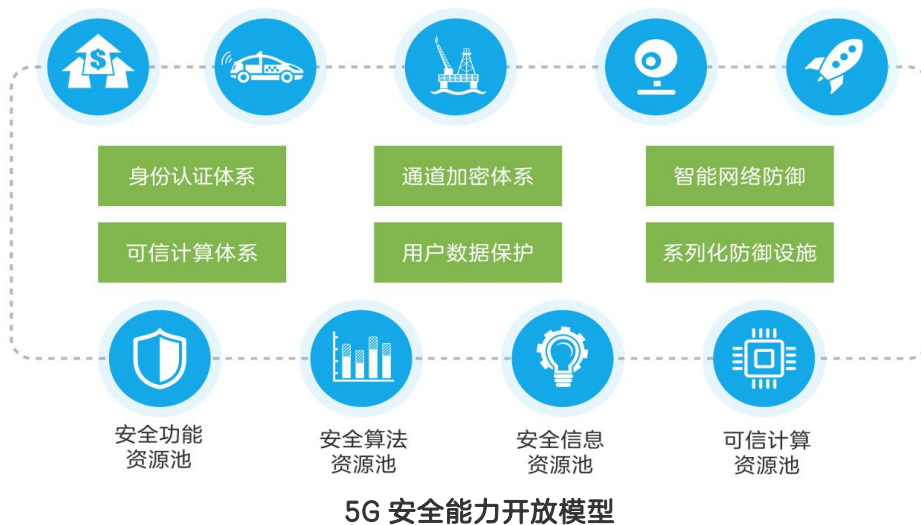 $
身份认证体系
通道加密体系
智能网络防御
可信计算体系
用户数据保护
系列化防御设施
安全功能
资源池
安全算法
资源池
安全信息
资源池
可信计算
资源池
5G 安全能力开放模型